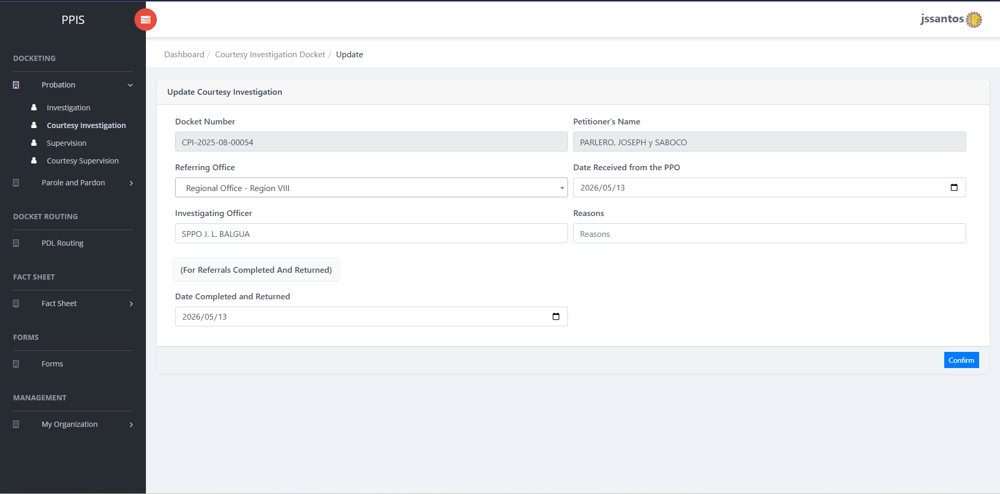 PPIS
jssantos
Dashboard / Courtesy Investigation Docket / Update
DOCKETING
Probation
Investigation
Courtesy Investigation
Supervision
Courtesy Supervision
Parole and Pardon
DOCKET ROUTING
PDL Routing
FACT SHEET
Fact Sheet
FORMS
Forms
MANAGEMENT
My Organization
Update Courtesy Investigation
Docket Number
CPI-2025-08-00054
Petitioner's Name
PARLERO, JOSEPH y SABOCO
Referring Office
Regional Office - Region VIII
Date Received from the PPO
2026/05/13
Investigating Officer
SPPO J. L. BALGUA
Reasons
Reasons
(For Referrals Completed And Returned)
Date Completed and Returned
2026/05/13
Confirm